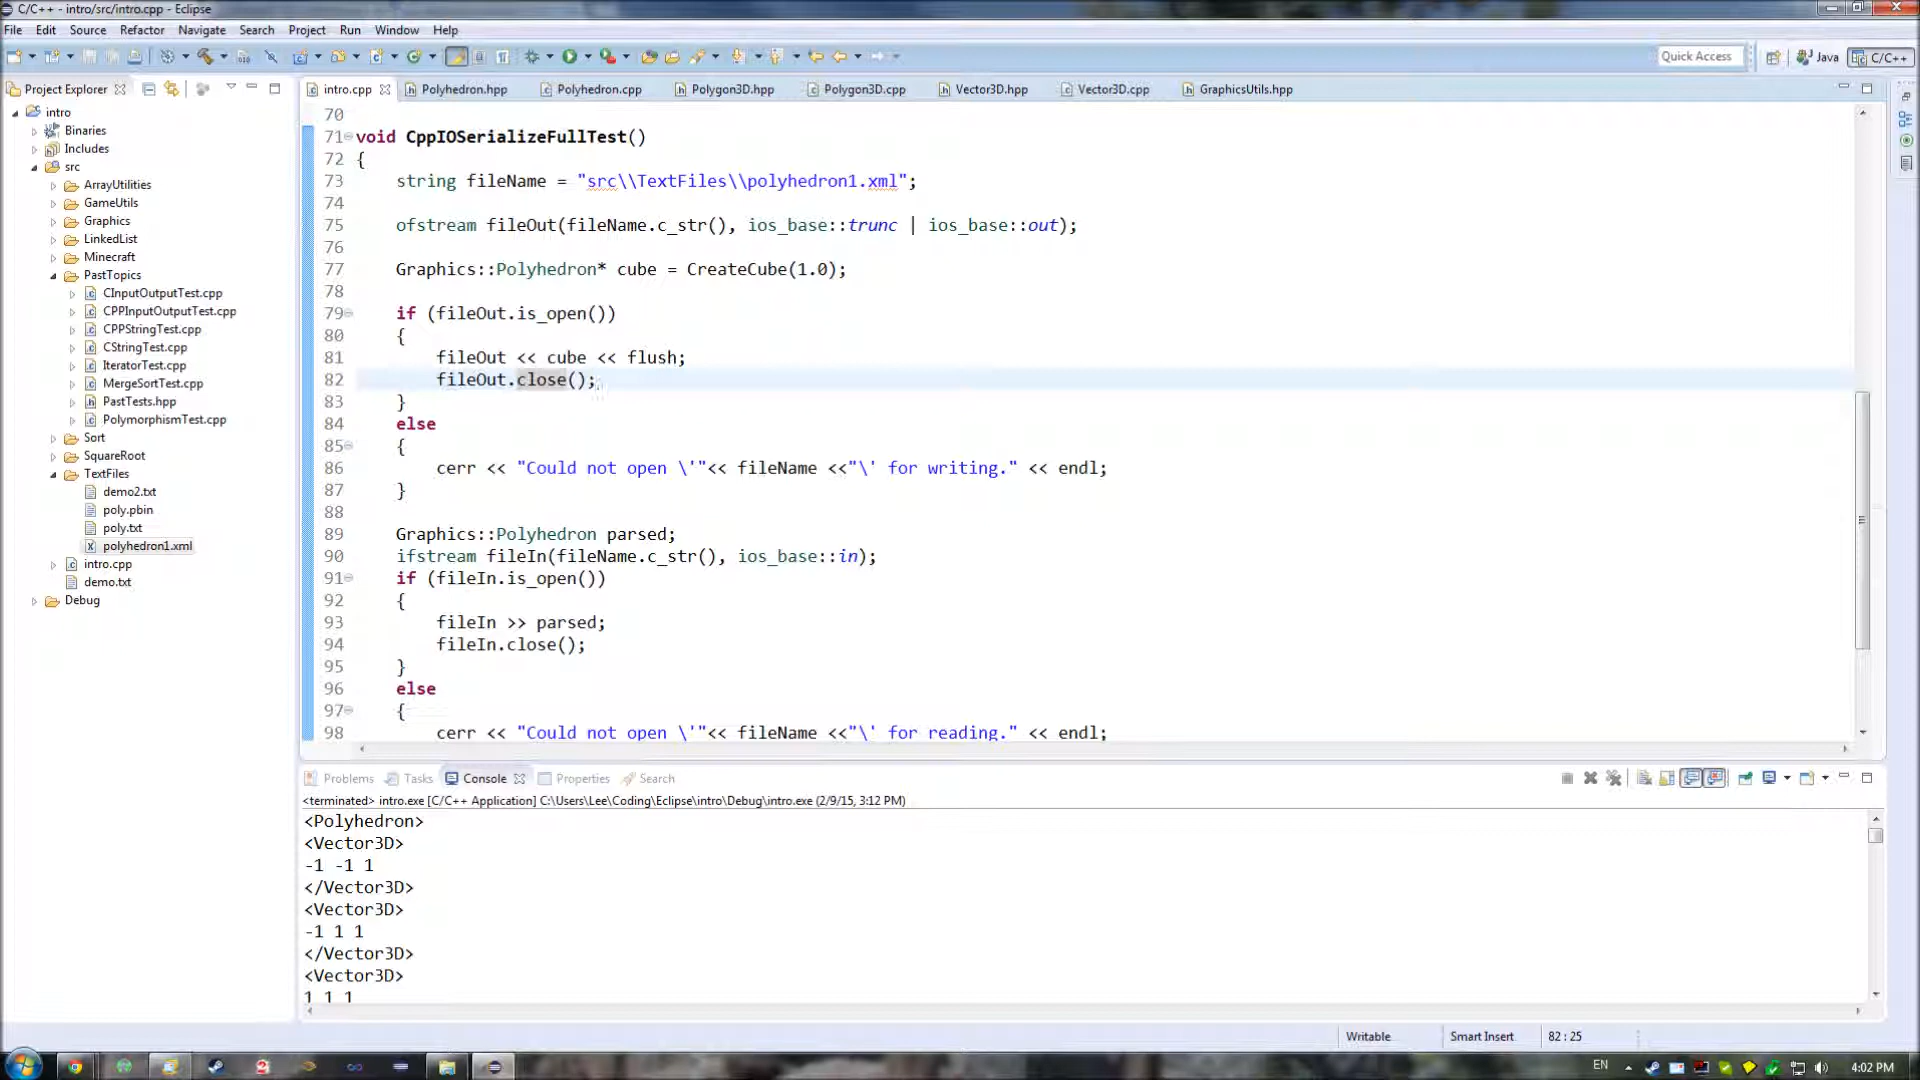 C/C++ - intro/src/intro.cpp - Eclipse
File Edit Source Refactor Navigate Search Project Run Window Help
Quick Access Java C/C++
Project Explorer
intro
Binaries
Includes
src
ArrayUtilities
GameUtils
Graphics
LinkedList
Minecraft
PastTopics
CInputOutputTest.cpp
CPPInputOutputTest.cpp
CPPStringTest.cpp
CStringTest.cpp
IteratorTest.cpp
MergeSortTest.cpp
PastTests.hpp
PolymorphismTest.cpp
Sort
SquareRoot
TextFiles
demo2.txt
poly.pbin
poly.txt
polyhedron1.xml
intro.cpp
demo.txt
Debug
intro.cpp Polyhedron.hpp Polyhedron.cpp Polygon3D.hpp Polygon3D.cpp Vector3D.hpp Vector3D.cpp GraphicsUtils.hpp
70
71 void CppIOSerializeFullTest()
72 {
73 string fileName = "src\\TextFiles\\polyhedron1.xml";
74
75 ofstream fileOut(fileName.c_str(), ios_base::trunc | ios_base::out);
76
77 Graphics::Polyhedron* cube = CreateCube(1.0);
78
79 if (fileOut.is_open())
80 {
81 fileOut << cube << flush;
82 fileOut.close();
83 }
84 else
85 {
86 cerr << "Could not open \'"<< fileName <<"\' for writing." << endl;
87 }
88
89 Graphics::Polyhedron parsed;
90 ifstream fileIn(fileName.c_str(), ios_base::in);
91 if (fileIn.is_open())
92 {
93 fileIn >> parsed;
94 fileIn.close();
95 }
96 else
97 {
98 cerr << "Could not open \'"<< fileName <<"\' for reading." << endl;
Problems Tasks Console Properties Search
<terminated> intro.exe [C/C++ Application] C:\Users\Lee\Coding\Eclipse\intro\Debug\intro.exe (2/9/15, 3:12 PM)
<Polyhedron>
<Vector3D>
-1 -1 1
</Vector3D>
<Vector3D>
-1 1 1
</Vector3D>
<Vector3D>
1 1 1
Writable Smart Insert 82 : 25
EN 4:02 PM